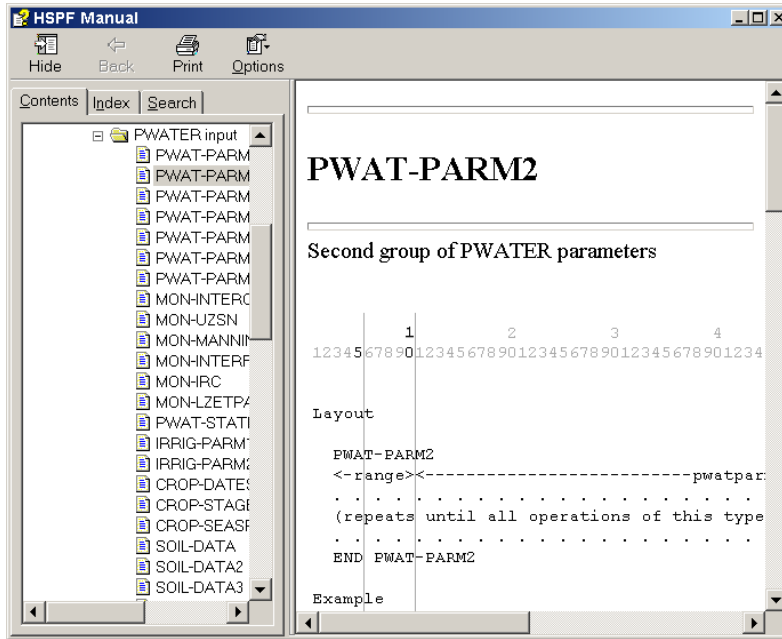 HSPF Manual
Hide Back Print Options
Contents Index Search
PWATER input
PWAT-PARM
PWAT-PARM
PWAT-PARM
PWAT-PARM
PWAT-PARM
PWAT-PARM
PWAT-PARM
MON-INTERC
MON-UZSN
MON-MANNIN
MON-INTERF
MON-IRC
MON-LZETPA
PWAT-STATI
IRRIG-PARM1
IRRIG-PARM2
CROP-DATES
CROP-STAGE
CROP-SEASP
SOIL-DATA
SOIL-DATA2
SOIL-DATA3
PWAT-PARM2
Second group of PWATER parameters
1 2 3 4
12345678901234567890123456789012345678901234
Layout
PWAT-PARM2
<-range><--------------------------pwatpar
. . . . . . . . . . . . . . . . . . . . .
(repeats until all operations of this type
. . . . . . . . . . . . . . . . . . . . .
END PWAT-PARM2
Example